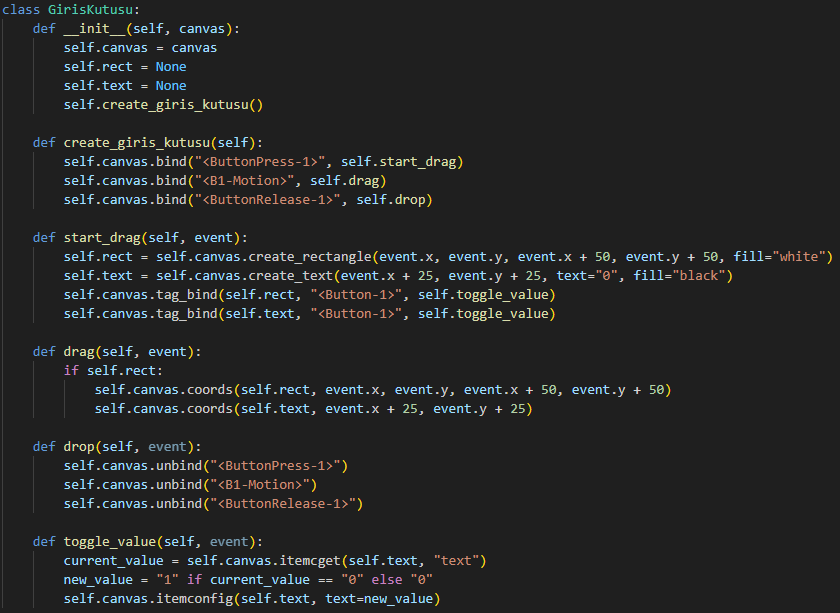 class GirisKutusu:
    def __init__(self, canvas):
        self.canvas = canvas
        self.rect = None
        self.text = None
        self.create_giris_kutusu()

    def create_giris_kutusu(self):
        self.canvas.bind("<ButtonPress-1>", self.start_drag)
        self.canvas.bind("<B1-Motion>", self.drag)
        self.canvas.bind("<ButtonRelease-1>", self.drop)

    def start_drag(self, event):
        self.rect = self.canvas.create_rectangle(event.x, event.y, event.x + 50, event.y + 50, fill="white")
        self.text = self.canvas.create_text(event.x + 25, event.y + 25, text="0", fill="black")
        self.canvas.tag_bind(self.rect, "<Button-1>", self.toggle_value)
        self.canvas.tag_bind(self.text, "<Button-1>", self.toggle_value)

    def drag(self, event):
        if self.rect:
            self.canvas.coords(self.rect, event.x, event.y, event.x + 50, event.y + 50)
            self.canvas.coords(self.text, event.x + 25, event.y + 25)

    def drop(self, event):
        self.canvas.unbind("<ButtonPress-1>")
        self.canvas.unbind("<B1-Motion>")
        self.canvas.unbind("<ButtonRelease-1>")

    def toggle_value(self, event):
        current_value = self.canvas.itemcget(self.text, "text")
        new_value = "1" if current_value == "0" else "0"
        self.canvas.itemconfig(self.text, text=new_value)